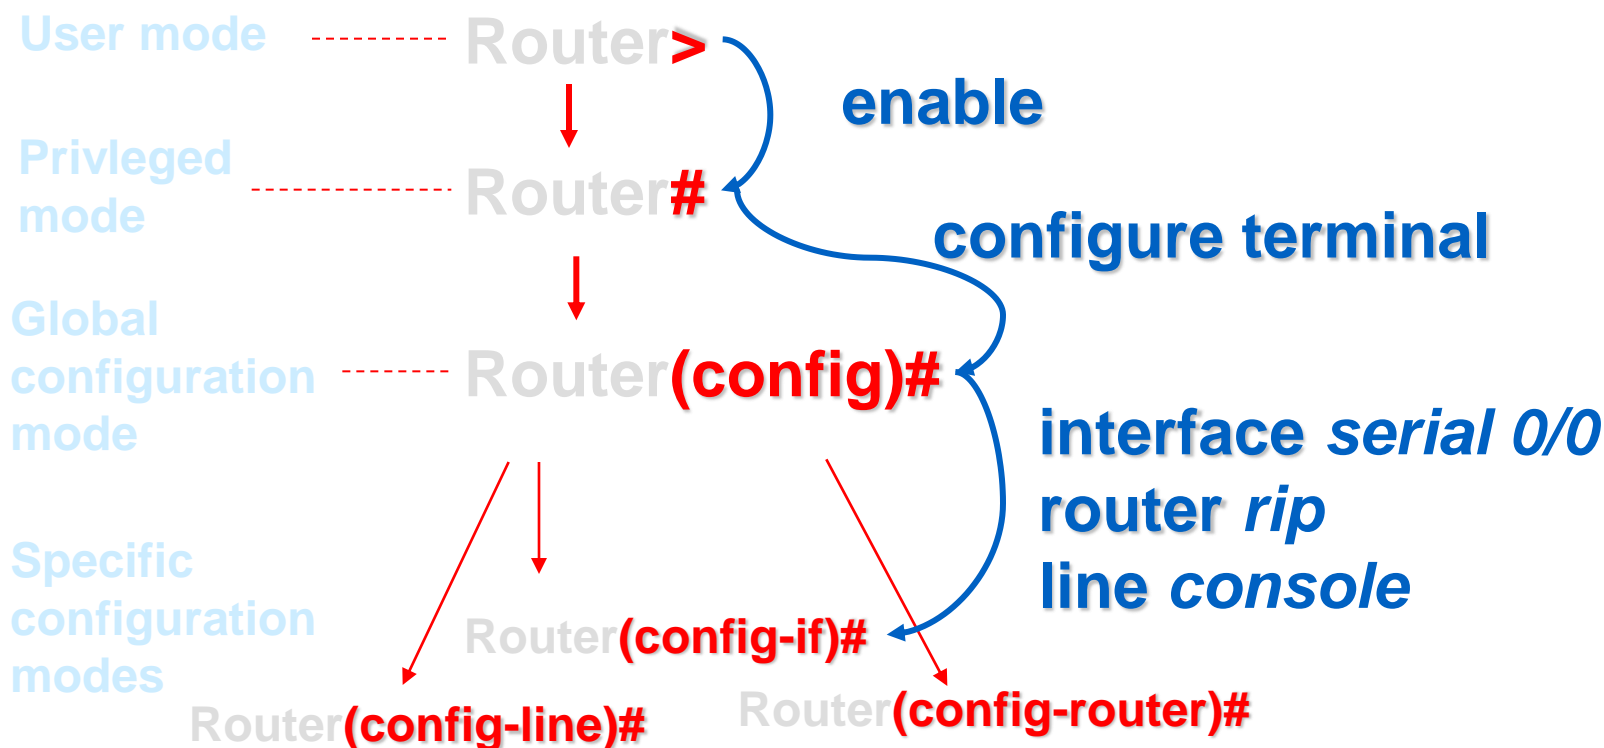 User mode
Router>
enable
Privleged
mode
Router#
configure terminal
Global
configuration
mode
Router(config)#
interface serial 0/0
router rip
line console
Specific
configuration
modes
Router(config-if)#
Router(config-line)#
Router(config-router)#